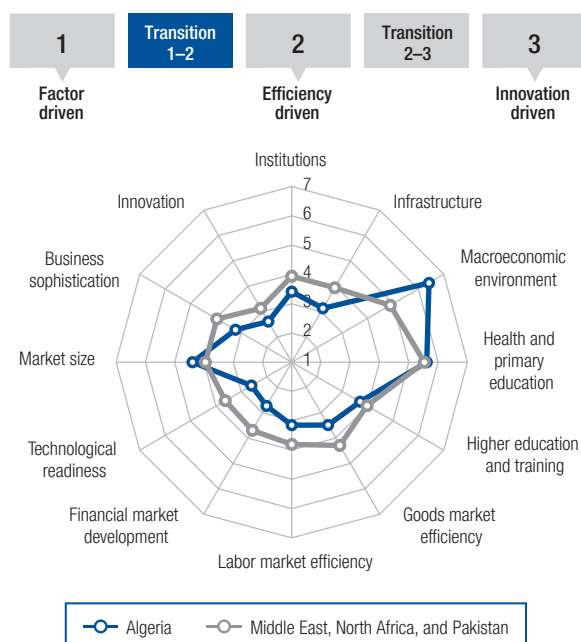 1
Transition
1–2
2
Transition
2–3
3
Factor
driven
Efficiency
driven
Innovation
driven
Institutions
Innovation
Infrastructure
Business
sophistication
Macroeconomic
environment
Market size
Health and
primary
education
Technological
readiness
Higher education
and training
Financial market
development
Goods market
efficiency
Labor market efficiency
7
6
5
4
3
2
1
Algeria
Middle East, North Africa, and Pakistan